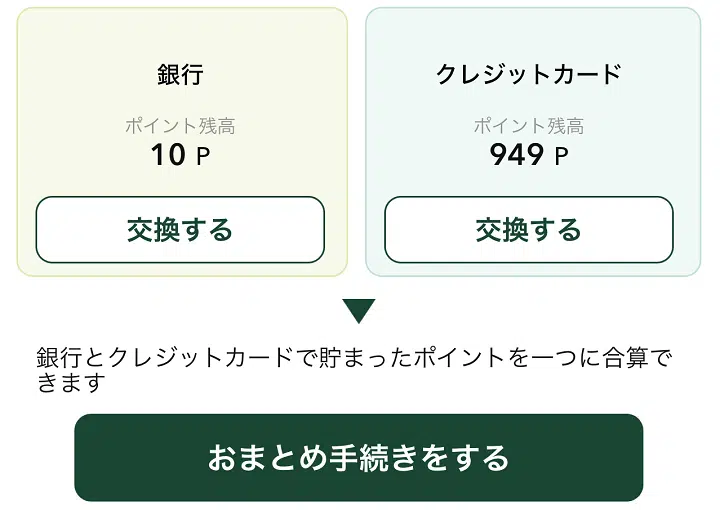 銀行
ポイント残高
10 P
交換する
クレジットカード
ポイント残高
949 P
交換する
銀行とクレジットカードで貯まったポイントを一つに合算で
きます
おまとめ手続きをする